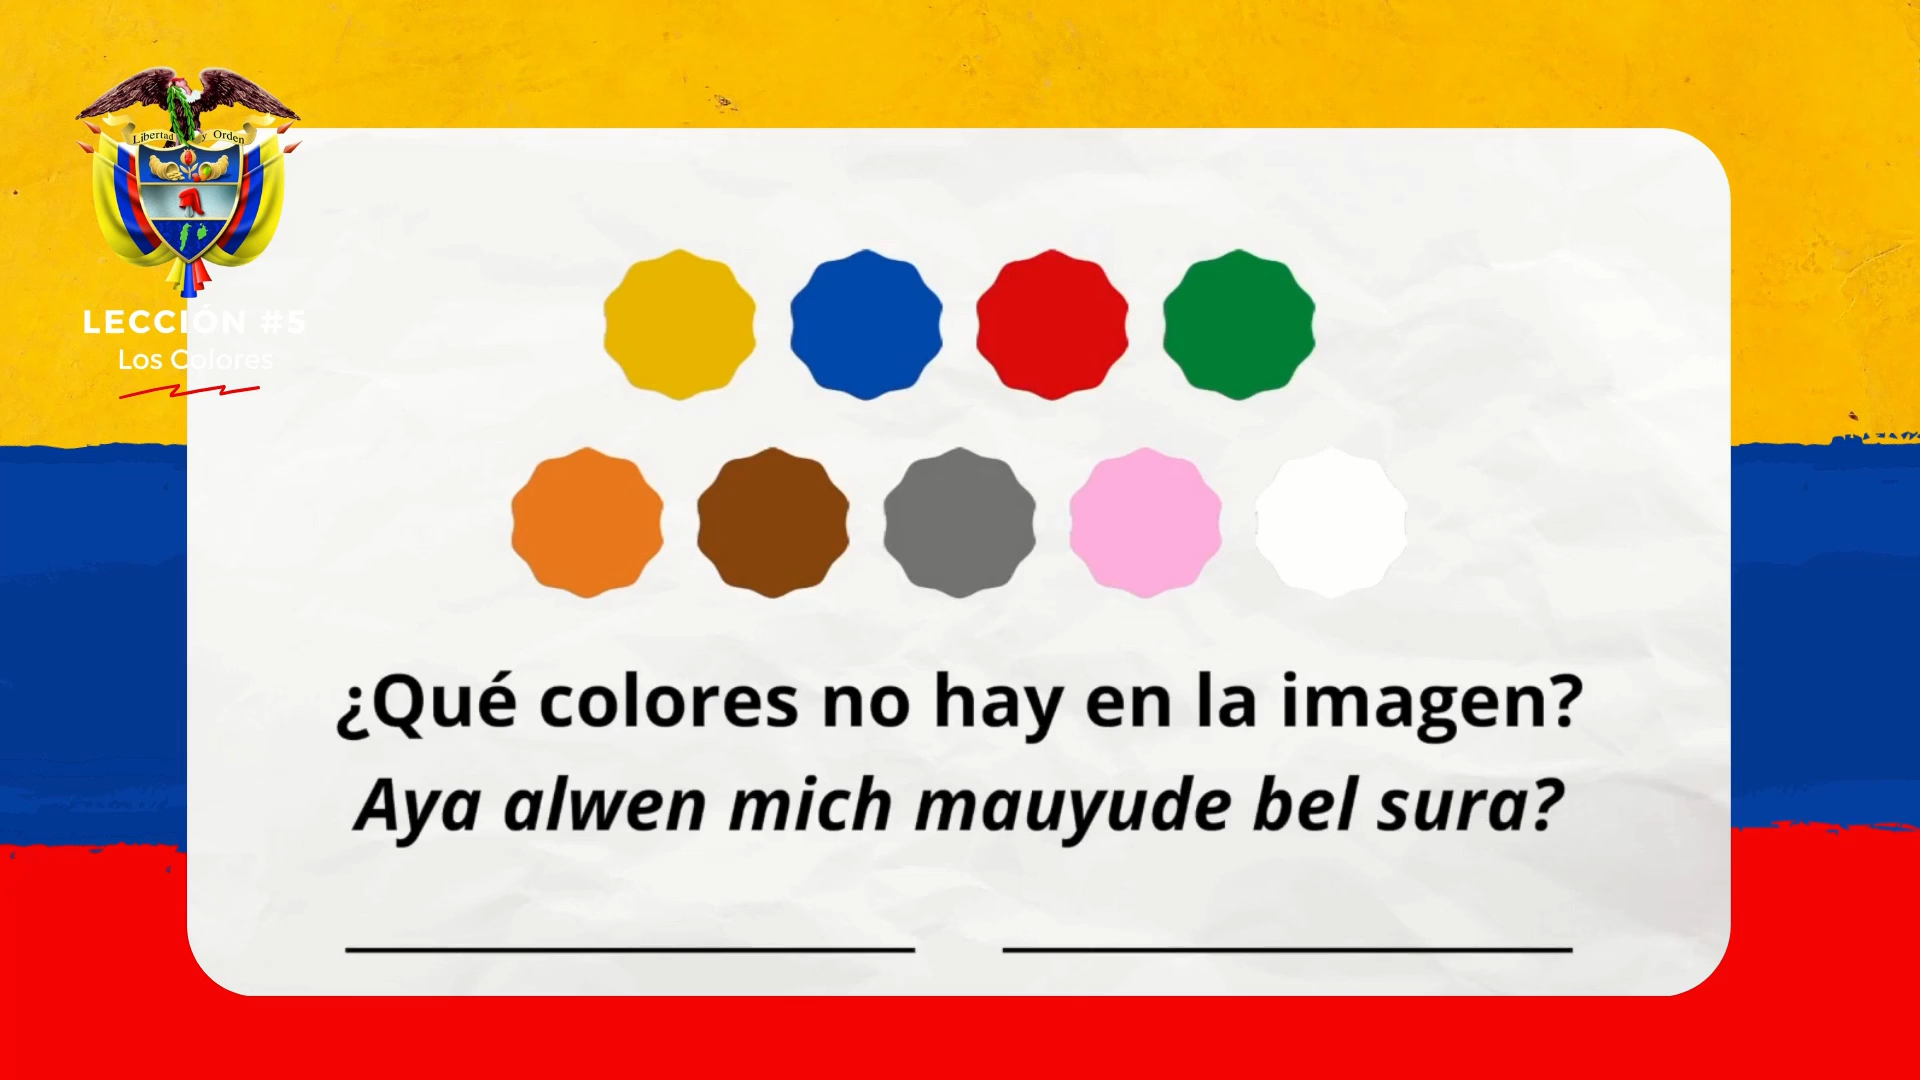 Libertad y Orden
LECCIÓN #5
Los Colores
¿Qué colores no hay en la imagen?
Aya alwen mich mauyude bel sura?